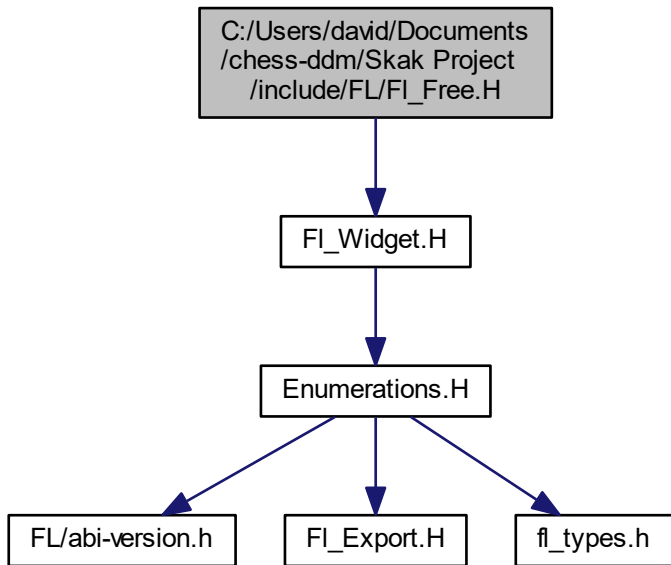 C:/Users/david/Documents
/chess-ddm/Skak Project
/include/FL/Fl_Free.H
Fl_Widget.H
Enumerations.H
FL/abi-version.h
Fl_Export.H
fl_types.h